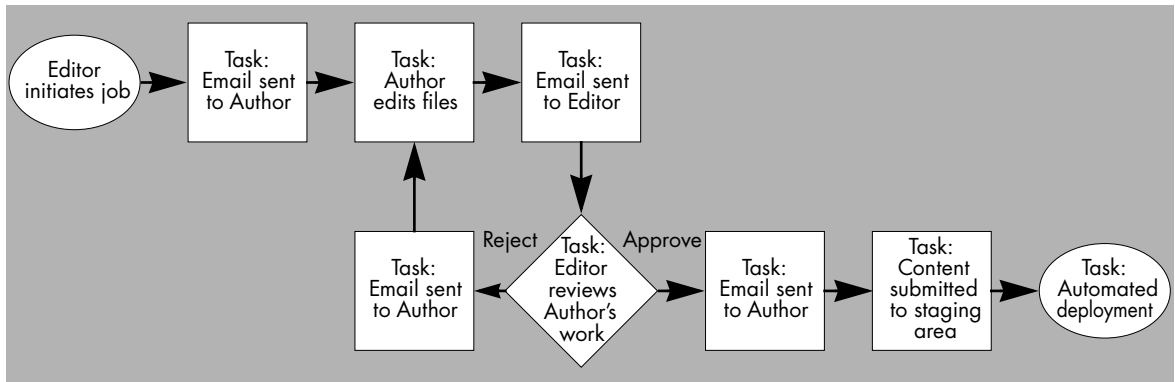 Editor
initiates job
Task:
Email sent
to Author
Task:
Author
edits files
Task:
Email sent
to Editor
Reject
Task:
Editor
reviews
Author's
work
Approve
Task:
Email sent
to Author
Task:
Email sent
to Author
Task:
Content
submitted
to staging
area
Task:
Automated
deployment